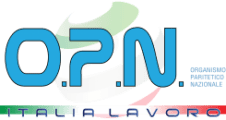 O.P.N.
ORGANISMO
PARITETICO
NAZIONALE
ITALIA LAVORO